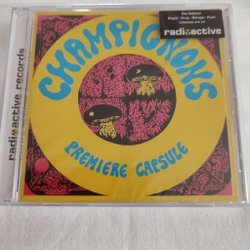 CHAMPIGNONS
PREMIERE CAPSULE
radioactive records
radioactive